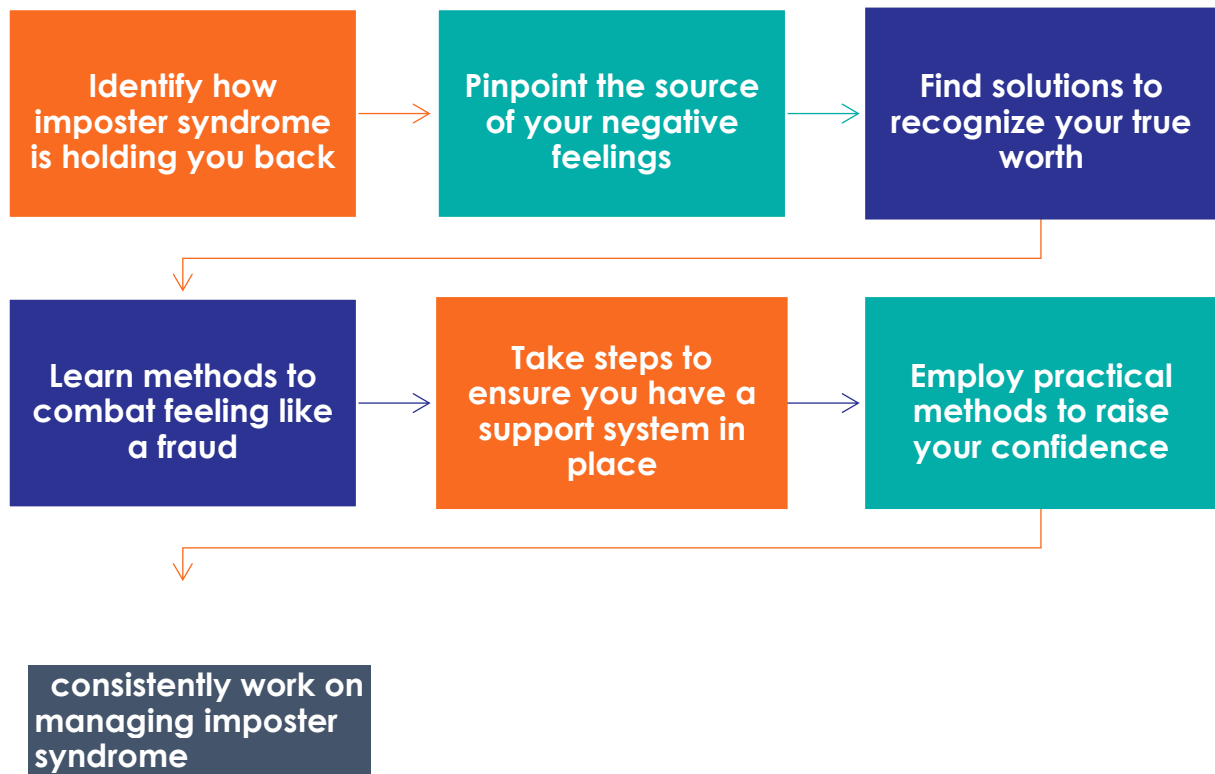 Identify how
imposter syndrome
is holding you back
Pinpoint the source
of your negative
feelings
Find solutions to
recognize your true
worth
Learn methods to
combat feeling like
a fraud
Take steps to
ensure you have a
support system in
place
Employ practical
methods to raise
your confidence
consistently work on
managing imposter
syndrome